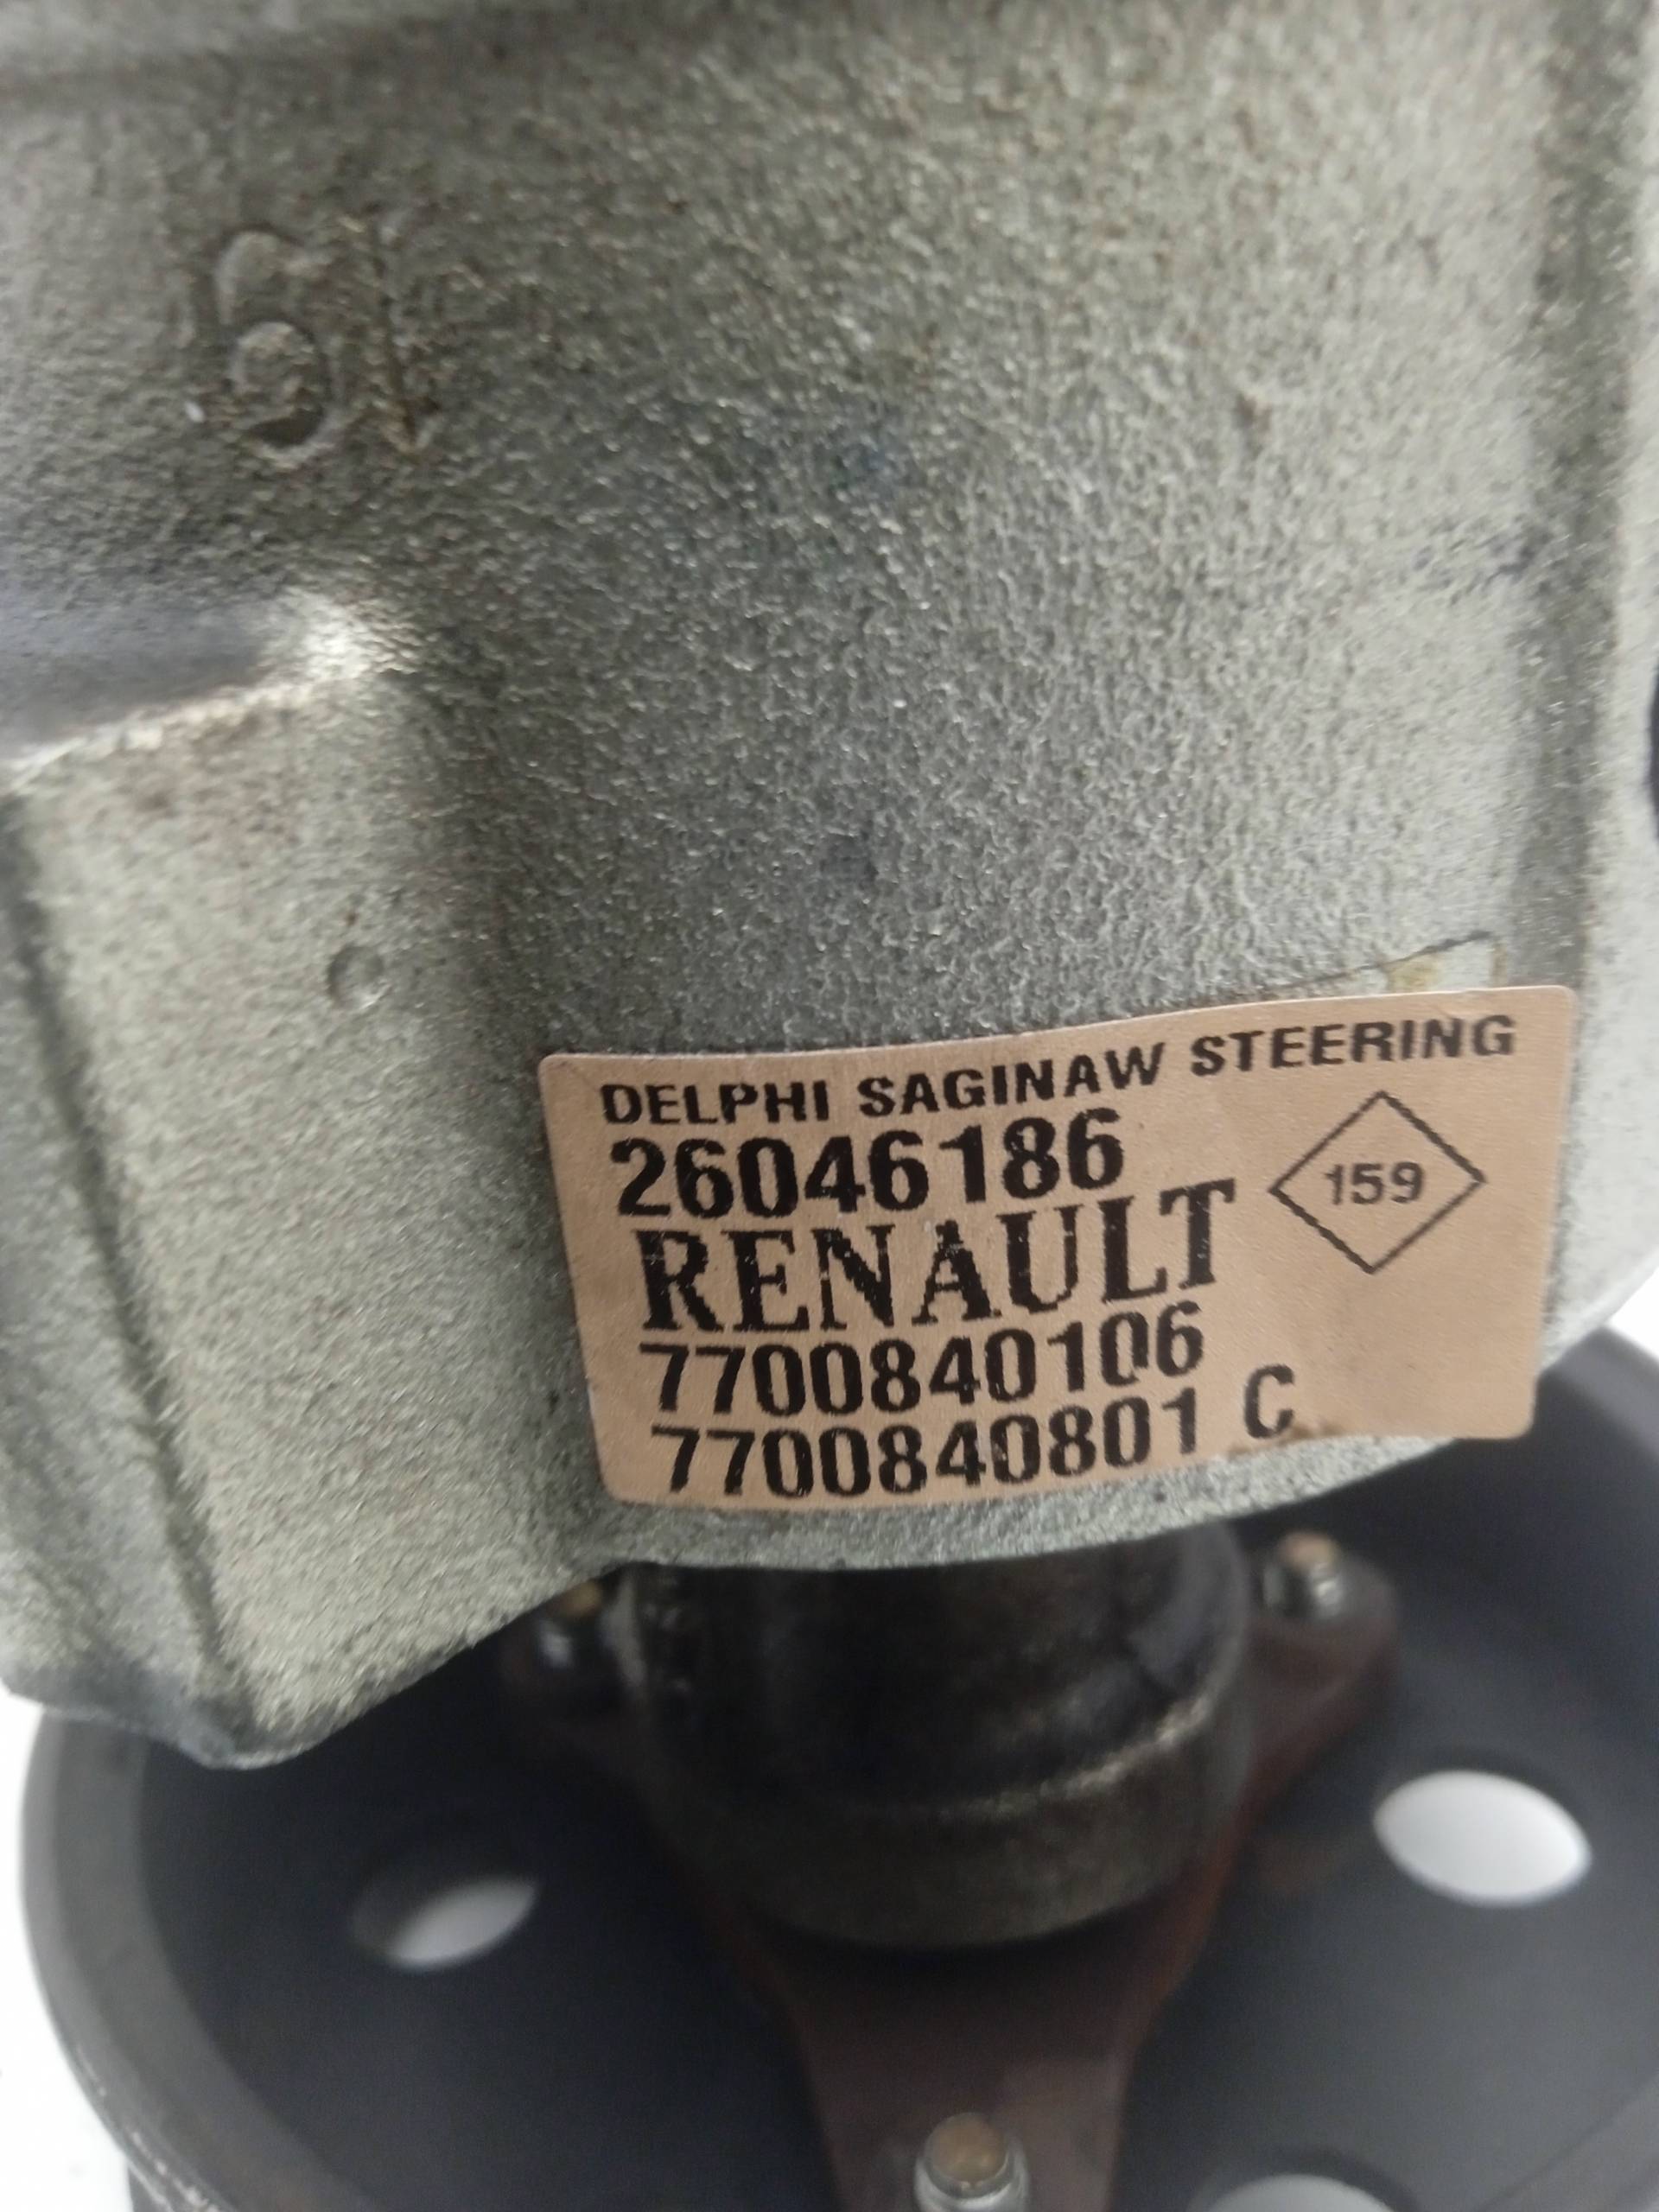 DELPHI SAGINAW STEERING
26046186
159
RENAULT
7700840106
7700840801 C